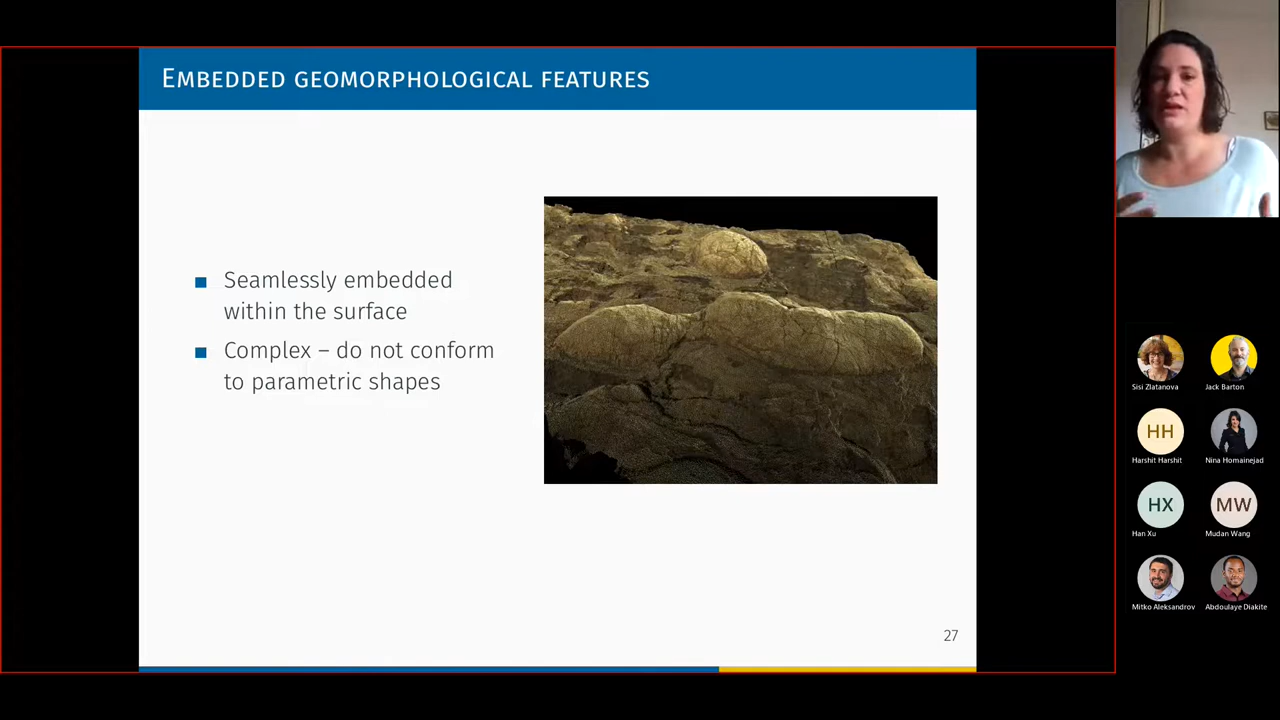 Embedded geomorphological features
Seamlessly embedded
within the surface
Complex – do not conform
to parametric shapes
27
Sisi Zlatanova
Jack Barton
HH
Harshit Harshit
Nina Homainejad
HX
Han Xu
MW
Mudan Wang
Mitko Aleksandrov
Abdoulaye Diakite